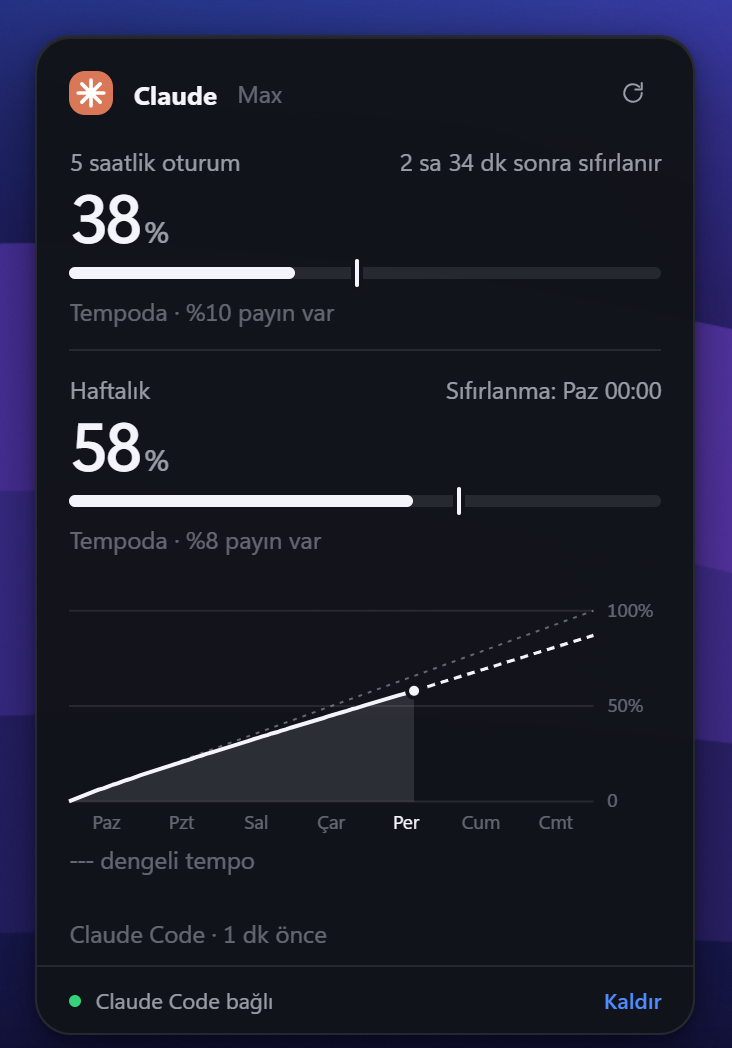 Claude Max
5 saatlik oturum 2 sa 34 dk sonra sıfırlanır
38%
Tempoda · %10 payın var
Haftalık Sıfırlanma: Paz 00:00
58%
Tempoda · %8 payın var
100%
50%
0
Paz Pzt Sal Çar Per Cum Cmt
--- dengeli tempo
Claude Code · 1 dk önce
Claude Code bağlı Kaldır